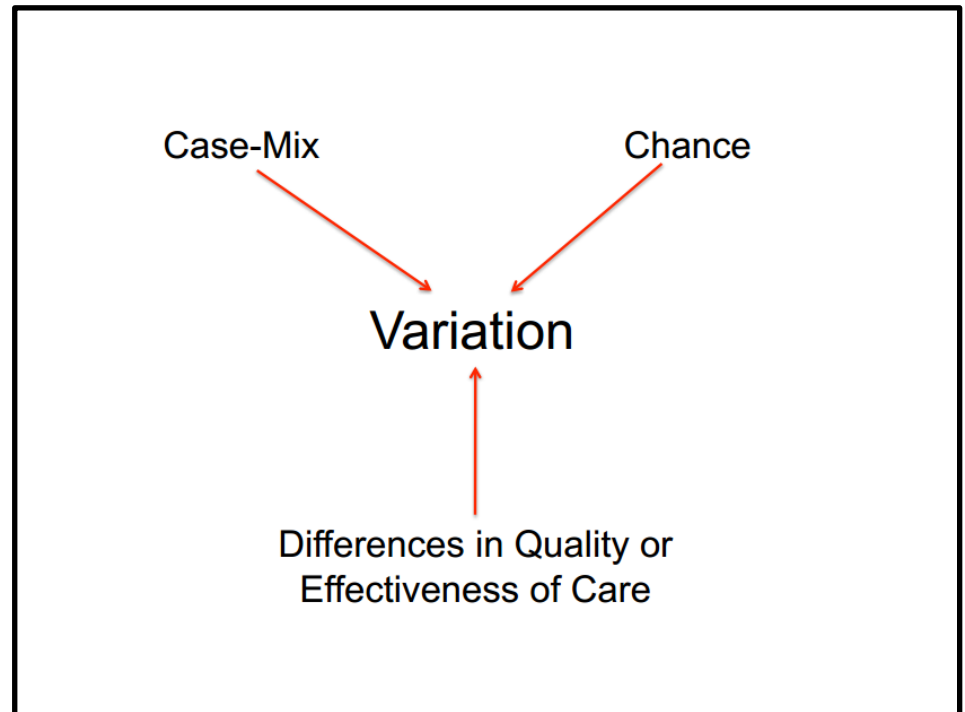 Case-Mix
Chance
Variation
Differences in Quality or
Effectiveness of Care